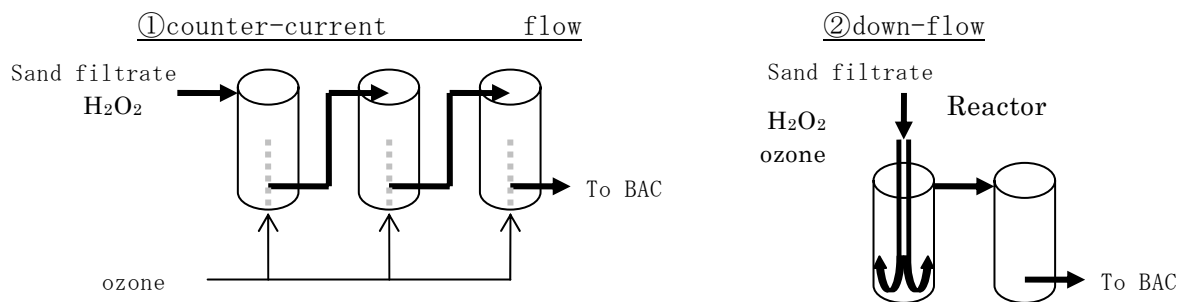 ①counter-current flow
Sand filtrate
H₂O₂
To BAC
ozone
②down-flow
Sand filtrate
H₂O₂
ozone
Reactor
To BAC